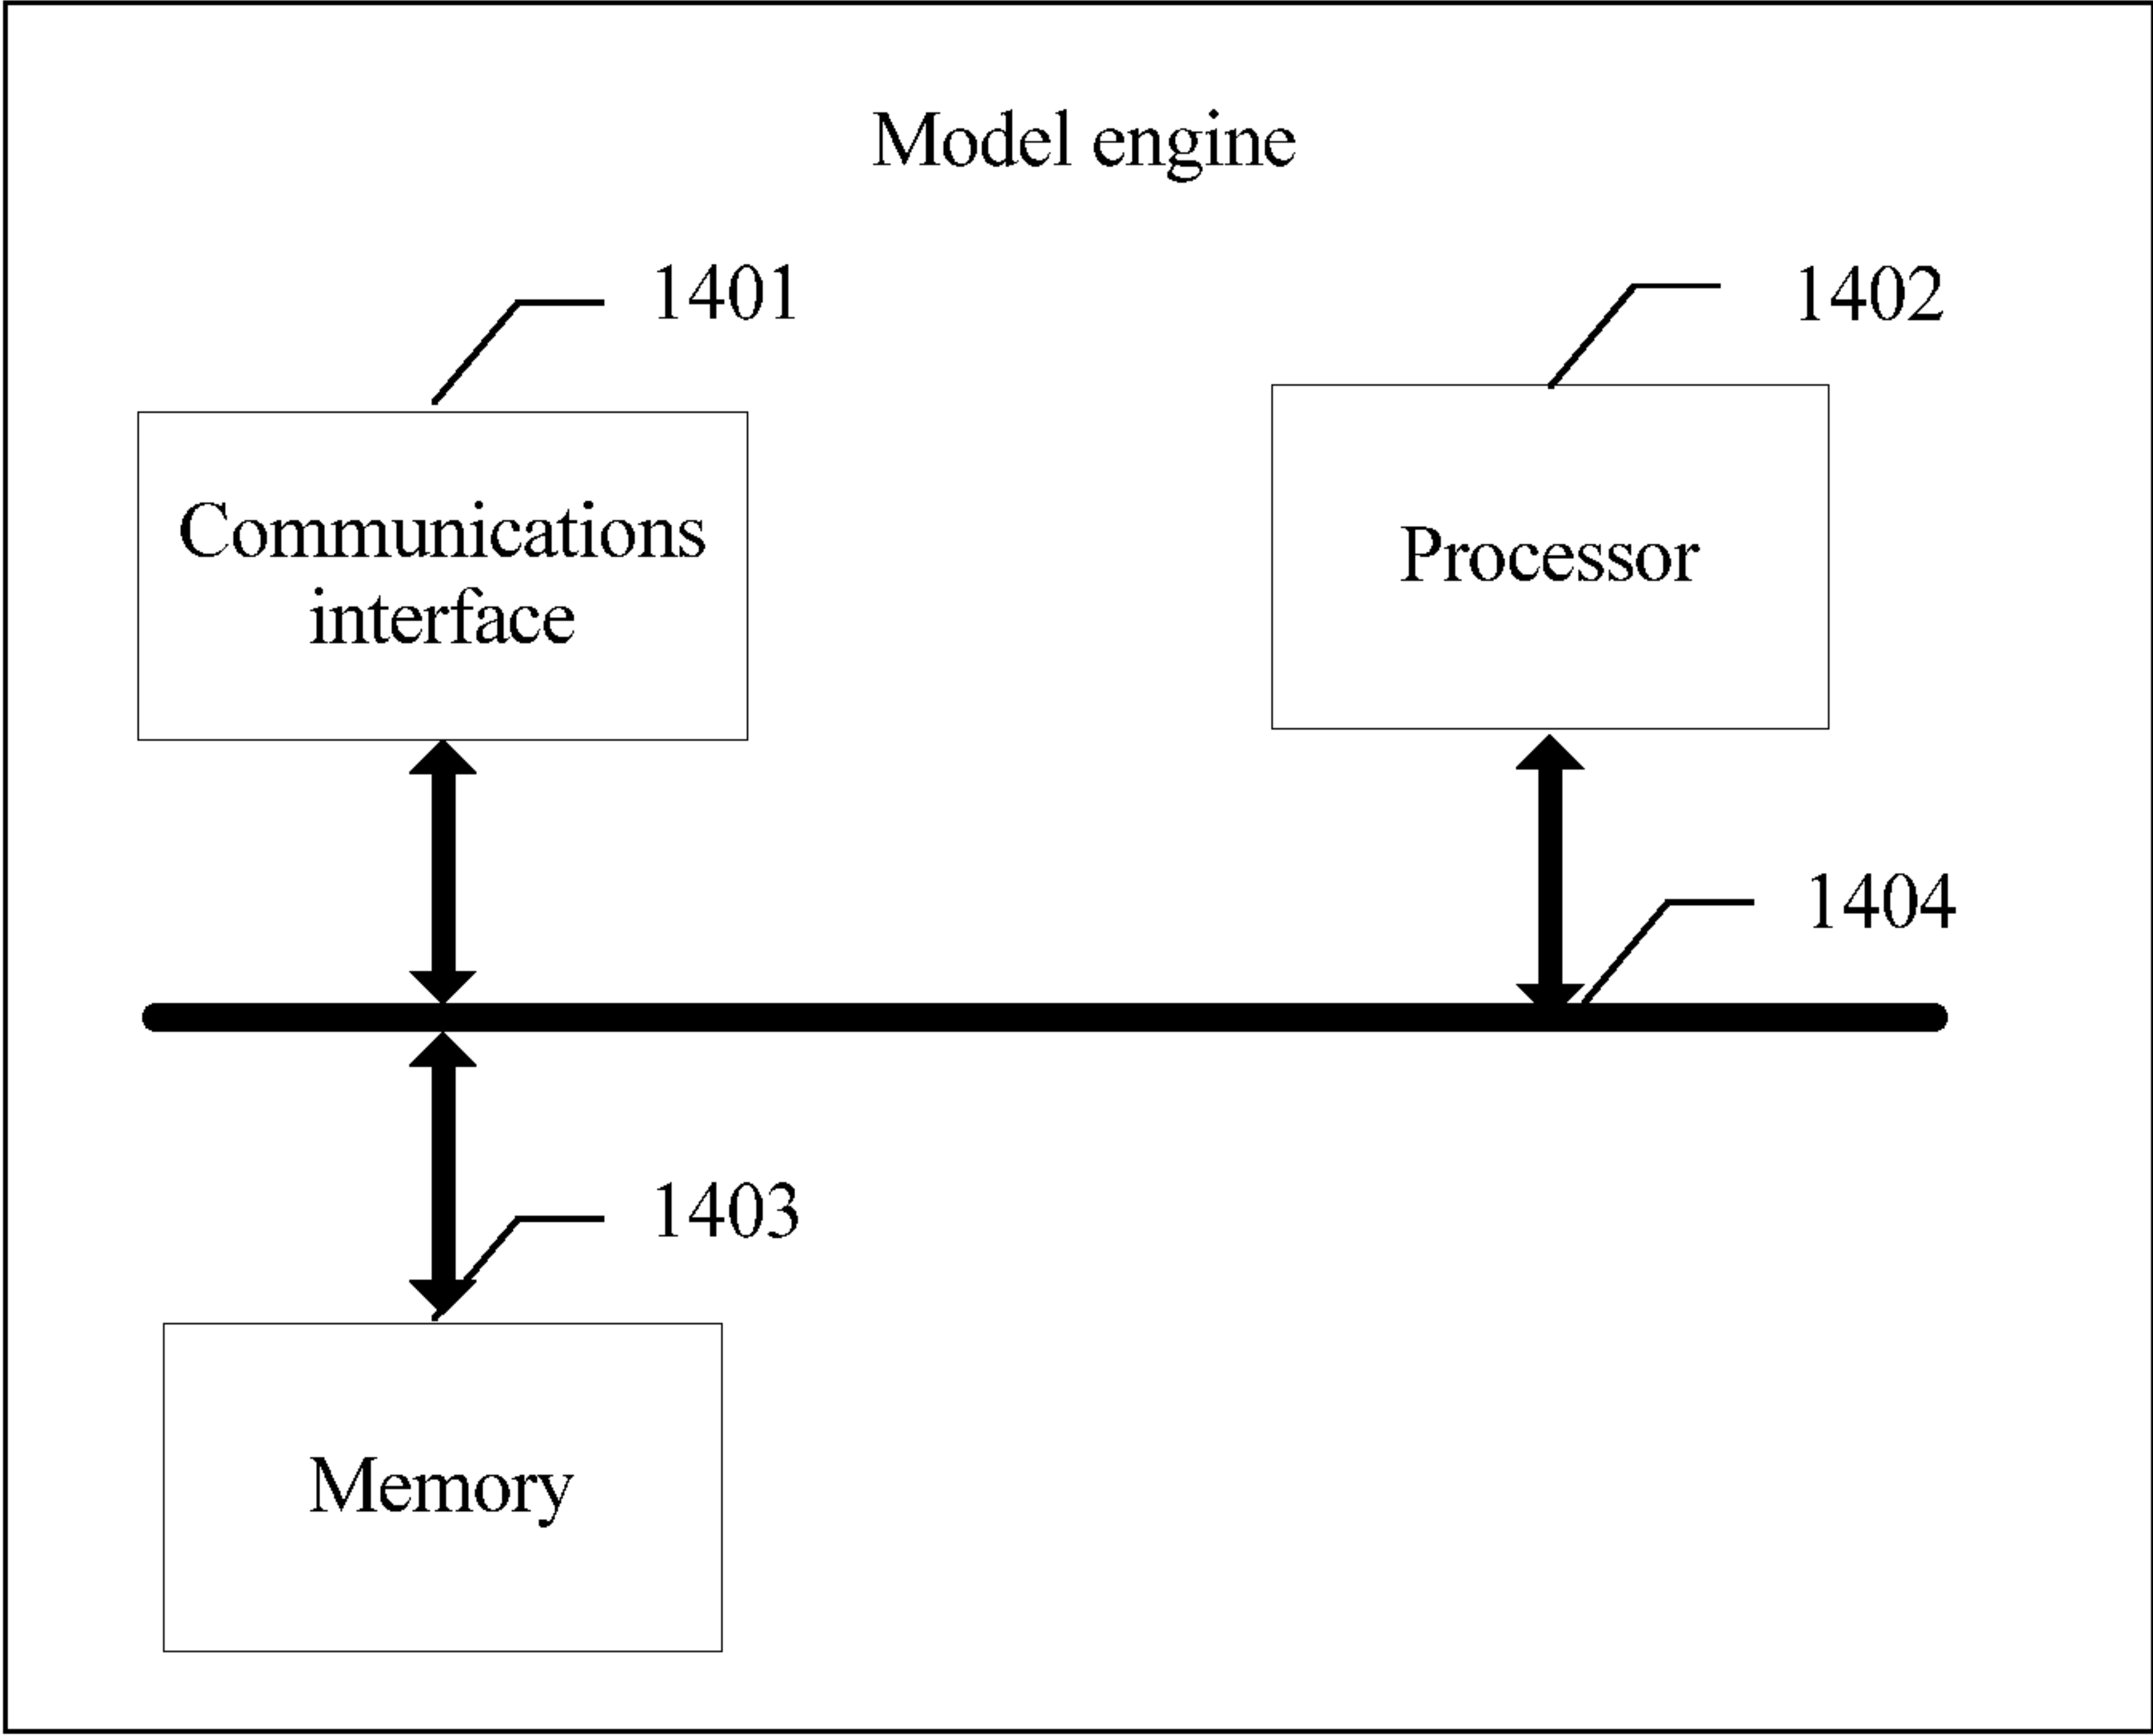 Model engine
1401
1402
Communications
interface
Processor
1404
1403
Memory